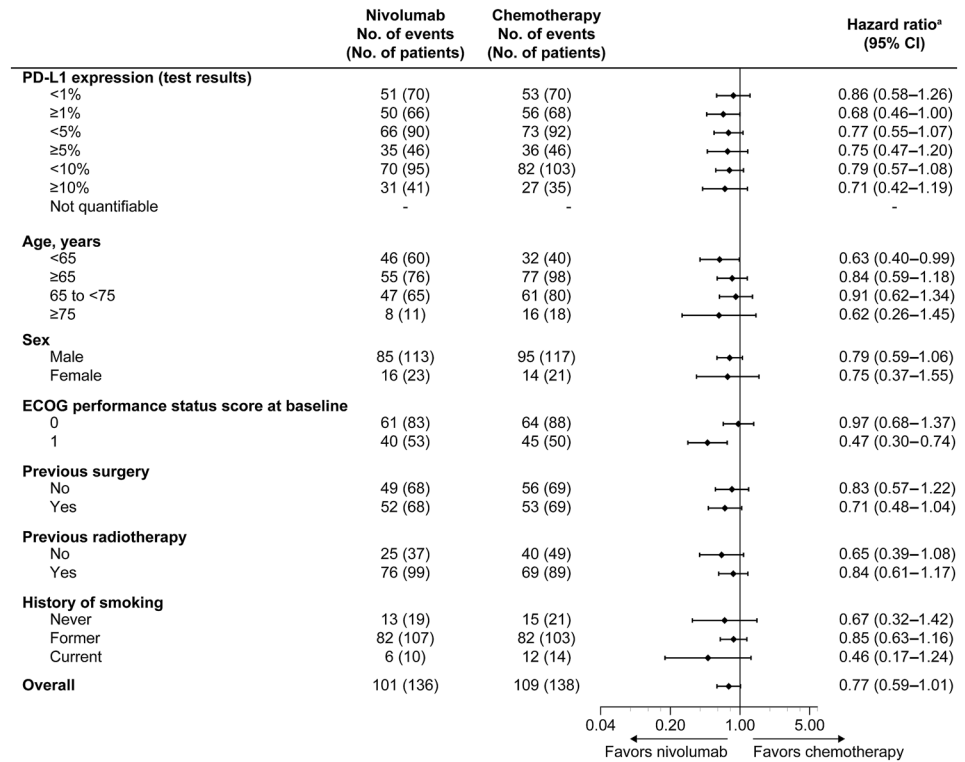 Nivolumab Chemotherapy
No. of events No. of events Hazard ratioᵃ
(No. of patients) (No. of patients) (95% CI)
PD-L1 expression (test results)
<1% 51 (70) 53 (70) 0.86 (0.58–1.26)
≥1% 50 (66) 56 (68) 0.68 (0.46–1.00)
<5% 66 (90) 73 (92) 0.77 (0.55–1.07)
≥5% 35 (46) 36 (46) 0.75 (0.47–1.20)
<10% 70 (95) 82 (103) 0.79 (0.57–1.08)
≥10% 31 (41) 27 (35) 0.71 (0.42–1.19)
Not quantifiable - - -
Age, years
<65 46 (60) 32 (40) 0.63 (0.40–0.99)
≥65 55 (76) 77 (98) 0.84 (0.59–1.18)
65 to <75 47 (65) 61 (80) 0.91 (0.62–1.34)
≥75 8 (11) 16 (18) 0.62 (0.26–1.45)
Sex
Male 85 (113) 95 (117) 0.79 (0.59–1.06)
Female 16 (23) 14 (21) 0.75 (0.37–1.55)
ECOG performance status score at baseline
0 61 (83) 64 (88) 0.97 (0.68–1.37)
1 40 (53) 45 (50) 0.47 (0.30–0.74)
Previous surgery
No 49 (68) 56 (69) 0.83 (0.57–1.22)
Yes 52 (68) 53 (69) 0.71 (0.48–1.04)
Previous radiotherapy
No 25 (37) 40 (49) 0.65 (0.39–1.08)
Yes 76 (99) 69 (89) 0.84 (0.61–1.17)
History of smoking
Never 13 (19) 15 (21) 0.67 (0.32–1.42)
Former 82 (107) 82 (103) 0.85 (0.63–1.16)
Current 6 (10) 12 (14) 0.46 (0.17–1.24)
Overall 101 (136) 109 (138) 0.77 (0.59–1.01)
0.04 0.20 1.00 5.00
Favors nivolumab Favors chemotherapy